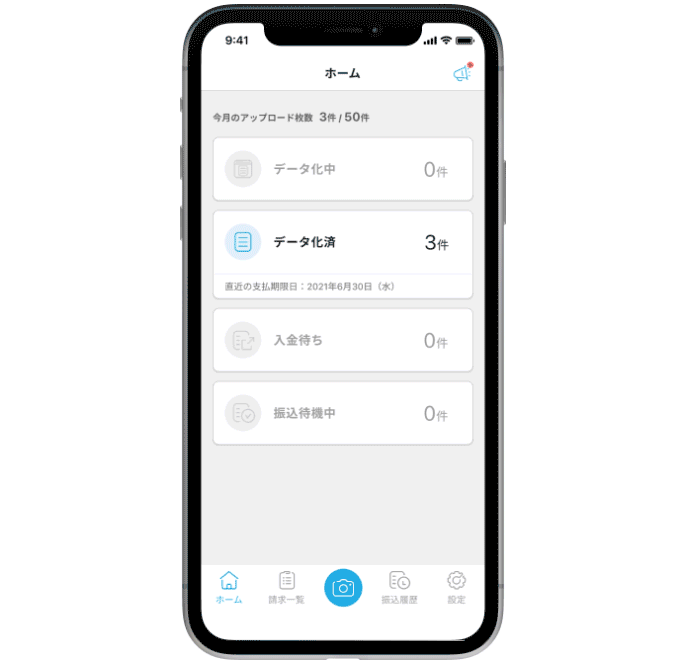 9:41
ホーム
今月のアップロード枚数 3件 / 50件
データ化中 0件
データ化済 3件
直近の支払期限日：2021年6月30日（水）
入金待ち 0件
振込待機中 0件
ホーム 請求一覧 振込履歴 設定